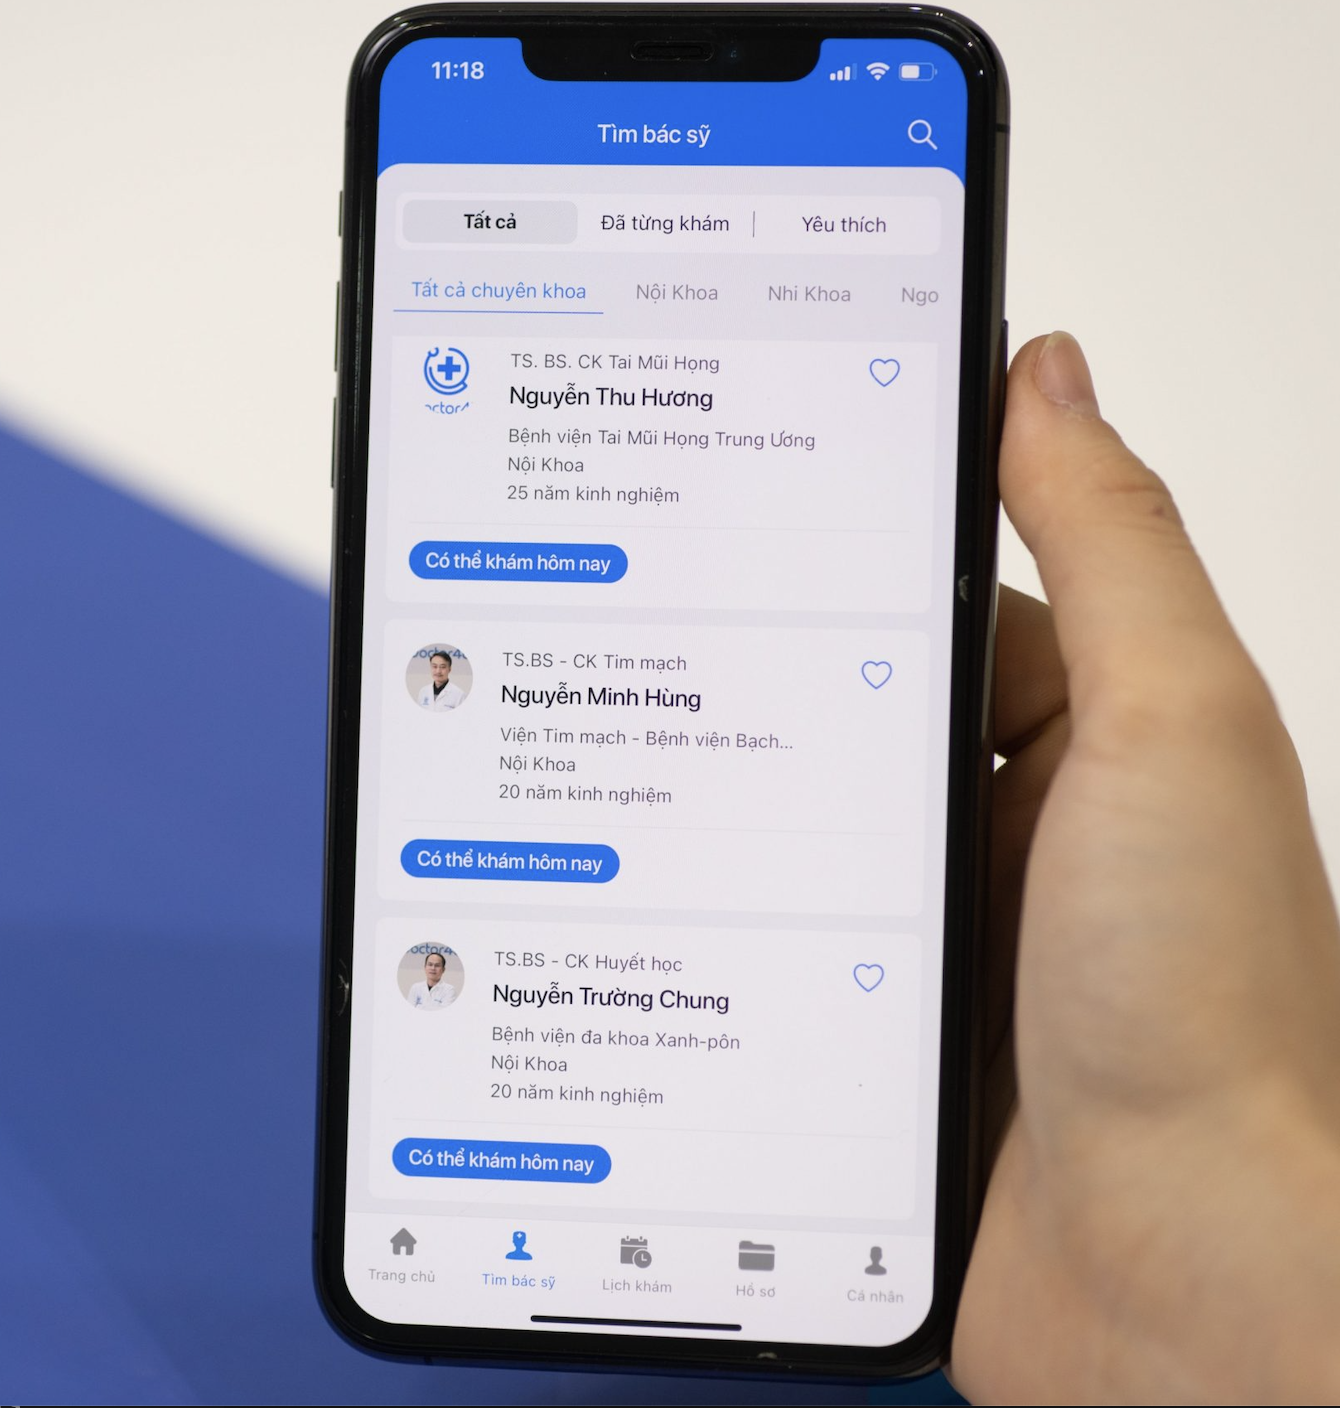 11:18
Tìm bác sỹ
Tất cả
Đã từng khám
Yêu thích
Tất cả chuyên khoa
Nội Khoa
Nhi Khoa
Ngo
TS. BS. CK Tai Mũi Họng
Nguyễn Thu Hương
Bệnh viện Tai Mũi Họng Trung Ương
Nội Khoa
25 năm kinh nghiệm
Có thể khám hôm nay
TS.BS - CK Tim mạch
Nguyễn Minh Hùng
Viện Tim mạch - Bệnh viện Bạch...
Nội Khoa
20 năm kinh nghiệm
Có thể khám hôm nay
TS.BS - CK Huyết học
Nguyễn Trường Chung
Bệnh viện đa khoa Xanh-pôn
Nội Khoa
20 năm kinh nghiệm
Có thể khám hôm nay
Trang chủ
Tìm bác sỹ
Lịch khám
Hồ sơ
Cá nhân